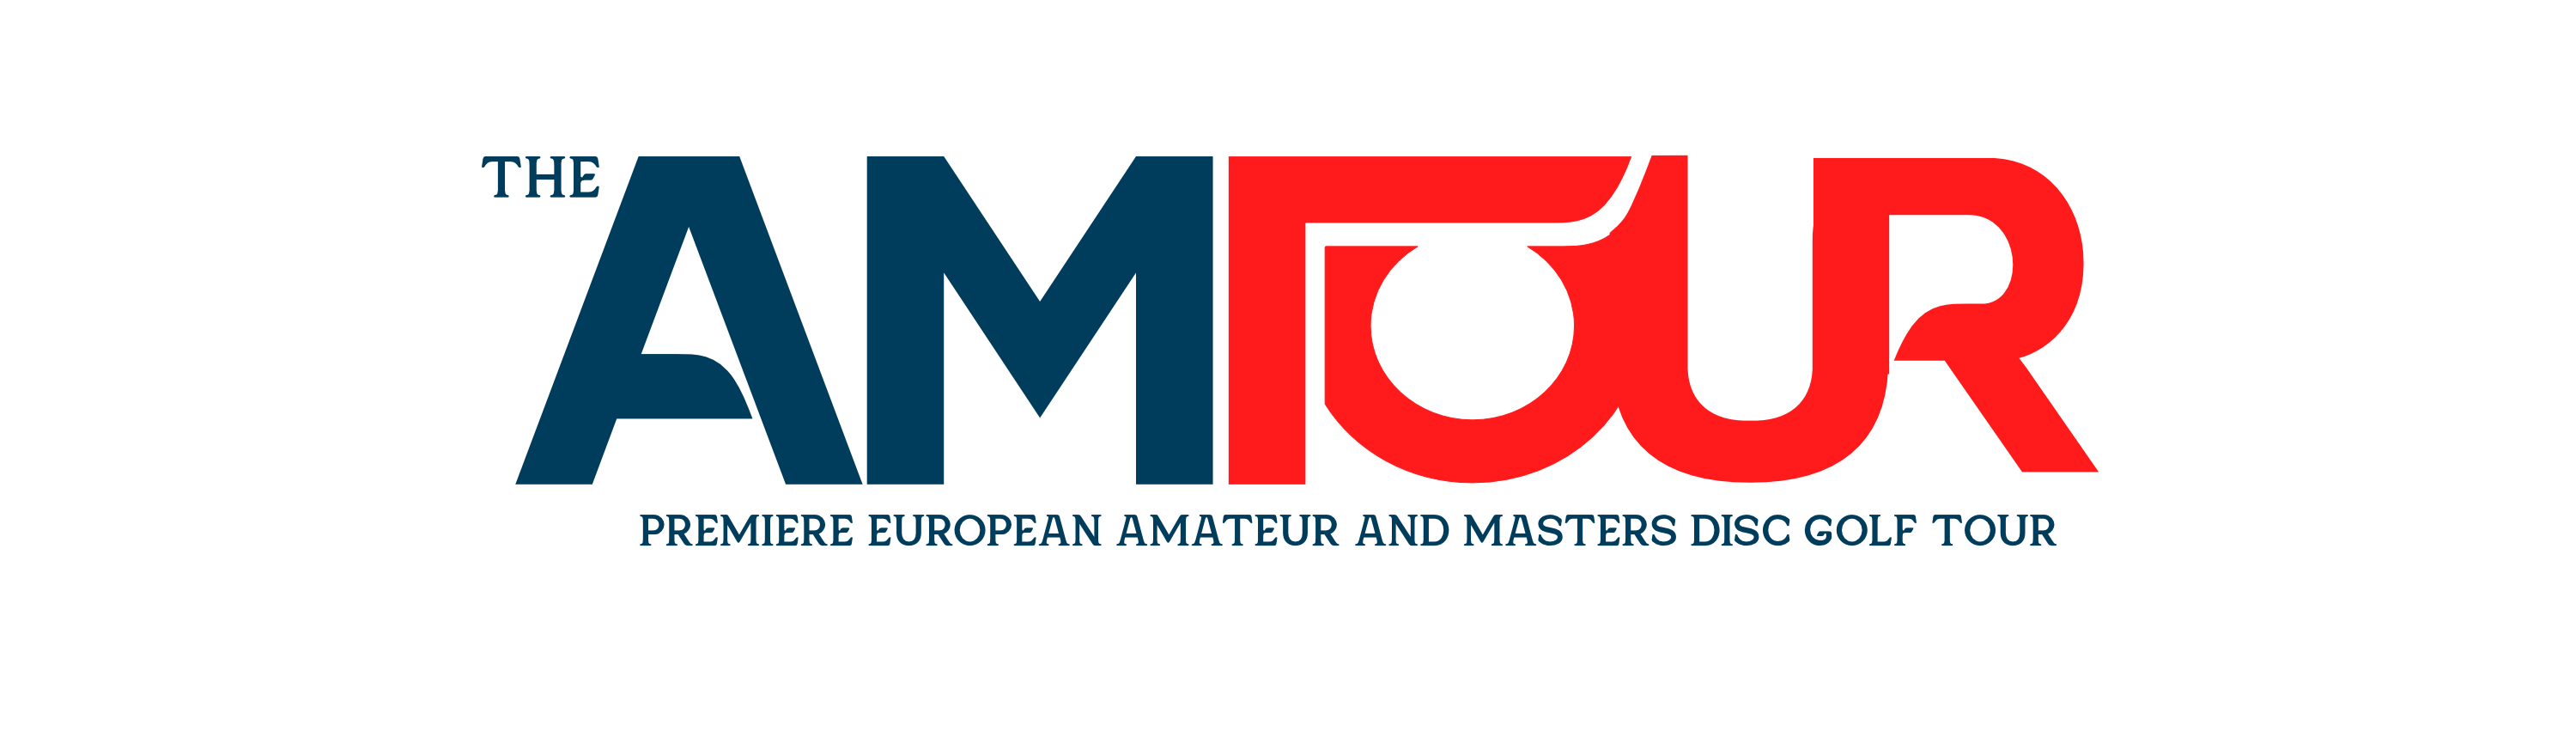 THE
AMTOUR
PREMIERE EUROPEAN AMATEUR AND MASTERS DISC GOLF TOUR